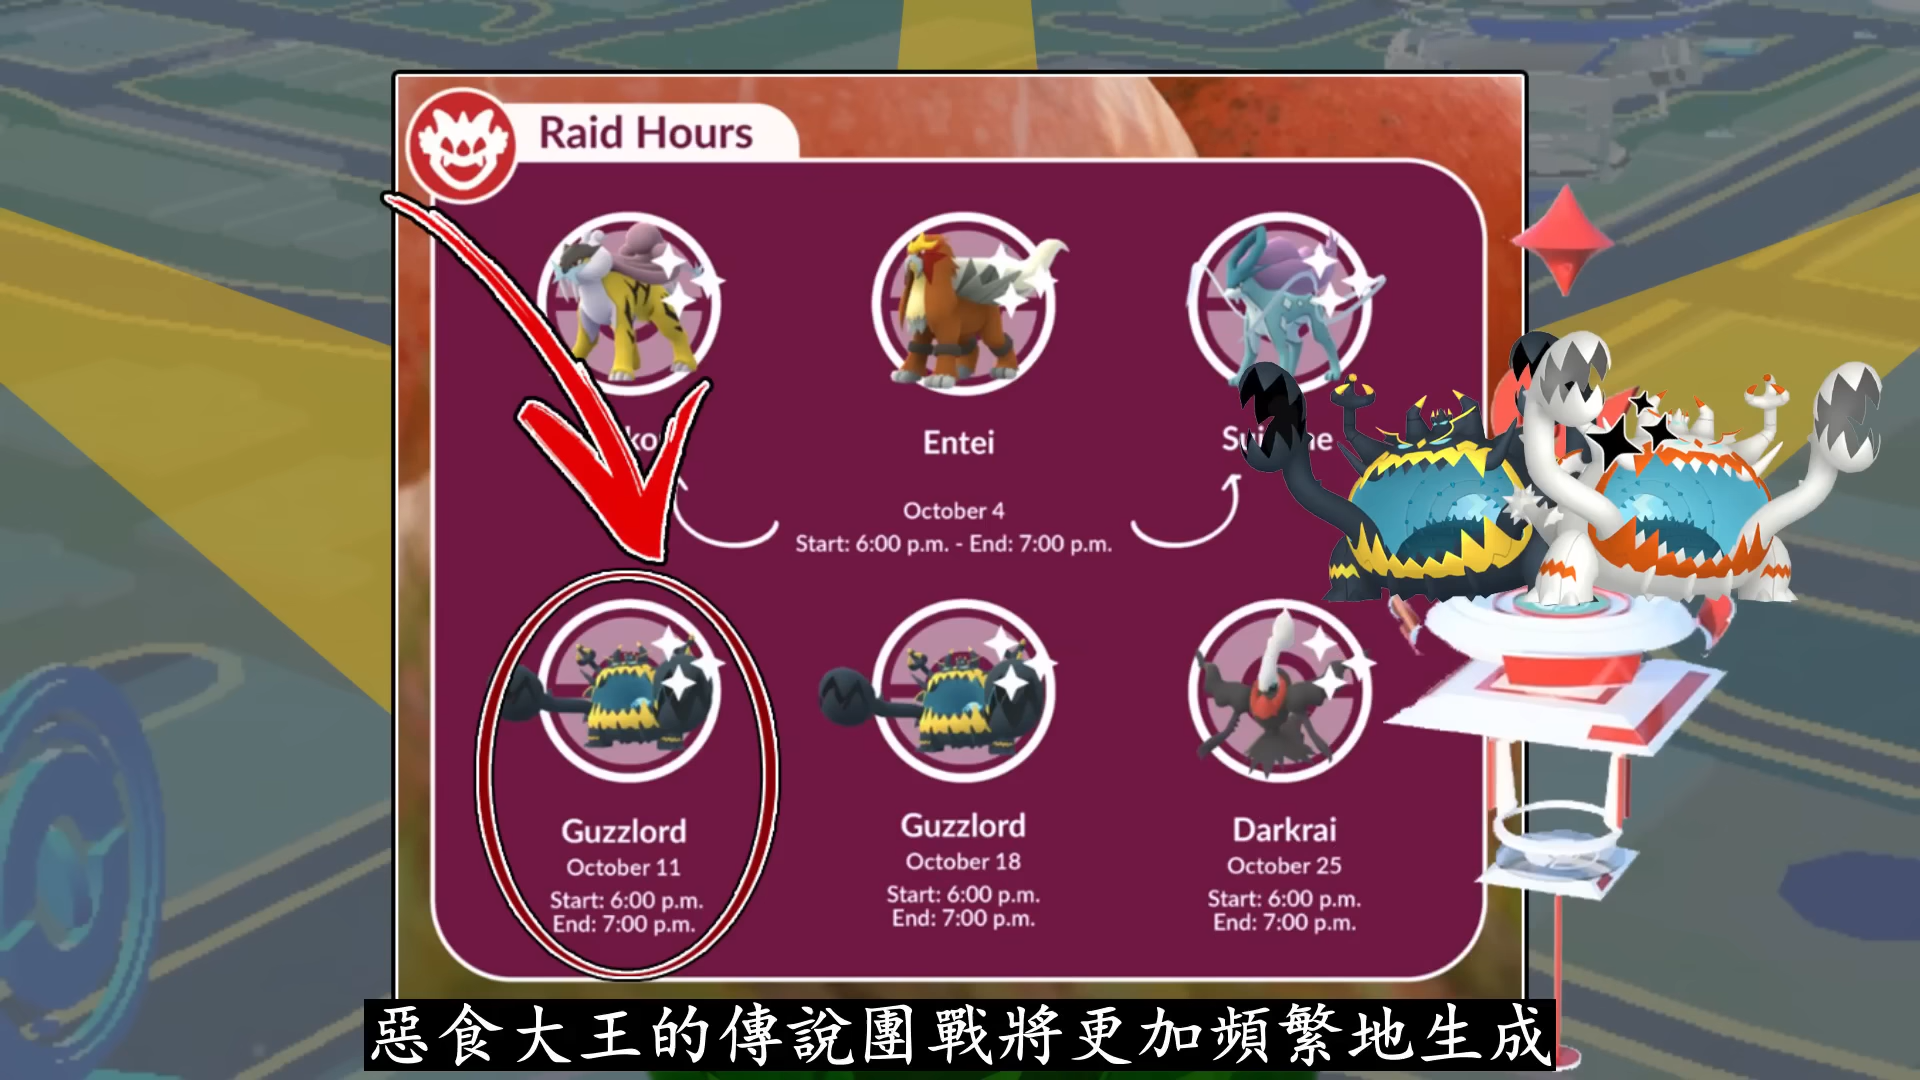 Raid Hours
Entei
October 4
Start: 6:00 p.m. - End: 7:00 p.m.
Guzzlord
October 11
Start: 6:00 p.m.
End: 7:00 p.m.
Guzzlord
October 18
Start: 6:00 p.m.
End: 7:00 p.m.
Darkrai
October 25
Start: 6:00 p.m.
End: 7:00 p.m.
惡食大王的傳說團戰將更加頻繁地生成